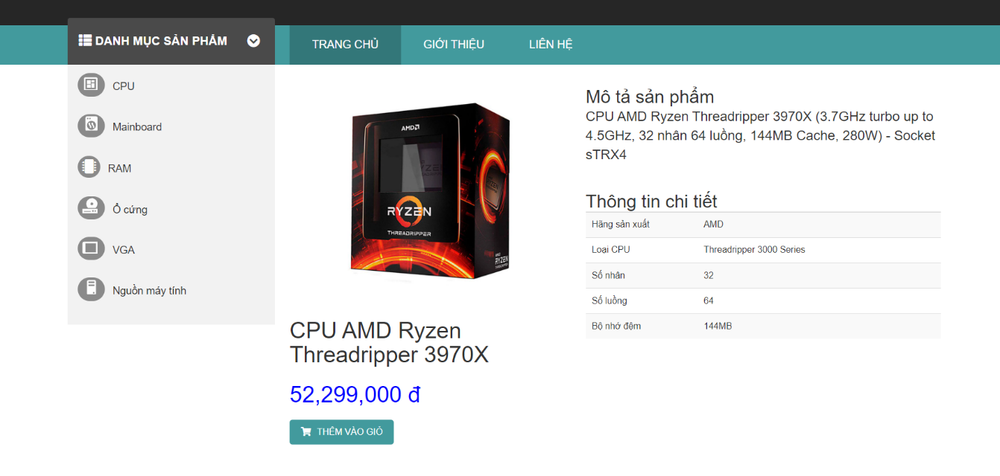 DANH MỤC SẢN PHẨM
TRANG CHỦ
GIỚI THIỆU
LIÊN HỆ
CPU
Mainboard
RAM
Ổ cứng
VGA
Nguồn máy tính
AMD
RYZEN
THREADRIPPER
AMD
RYZEN
THREADRIPPER
CPU AMD Ryzen
Threadripper 3970X
52,299,000 đ
THÊM VÀO GIỎ
Mô tả sản phẩm
CPU AMD Ryzen Threadripper 3970X (3.7GHz turbo up to
4.5GHz, 32 nhân 64 luồng, 144MB Cache, 280W) - Socket
sTRX4
Thông tin chi tiết
Hãng sản xuất AMD
Loại CPU Threadripper 3000 Series
Số nhân 32
Số luồng 64
Bộ nhớ đệm 144MB